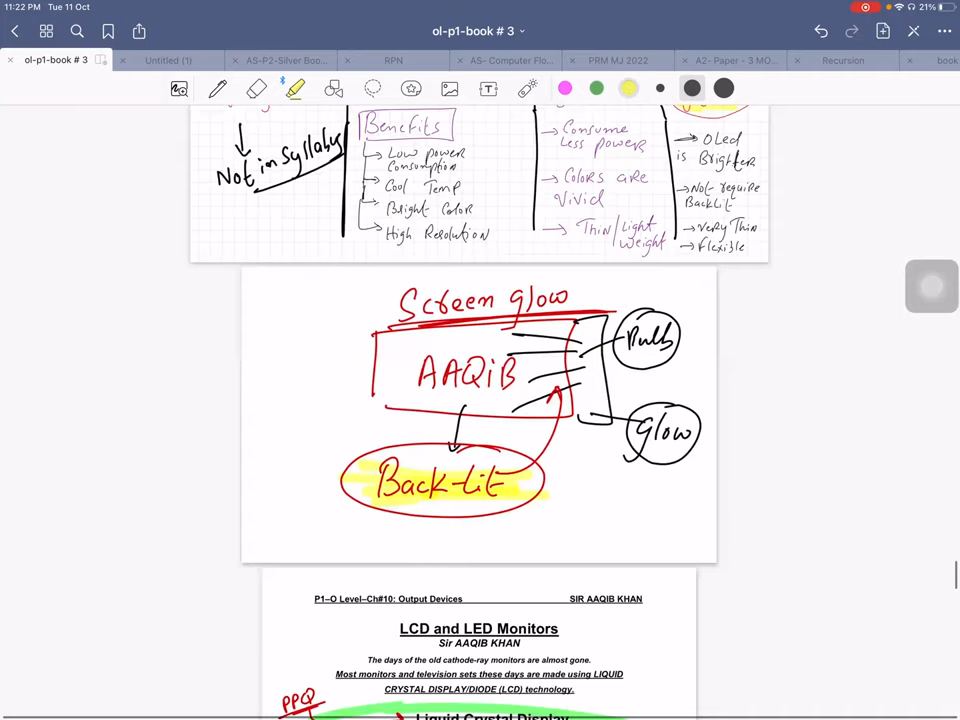 11:22 PM Tue 11 Oct
21%
ol-p1-book # 3
ol-p1-book # 3
Untitled (1)
AS-P2-Silver Boo...
RPN
AS- Computer Flo...
PRM MJ 2022
A2- Paper - 3 MO...
Recursion
book
Not in Syllabus
Benefits
Low power
Consumption
Cool Temp
Bright Color
High Resolution
Consume
Less power
Colors are
vivid
Thin/Light
weight
OLed
is Brighter
Not require
BackLit
very Thin
Flexible
Screen glow
AAQiB
Bulb
glow
Back-Lit
P1–O Level–Ch#10: Output Devices SIR AAQIB KHAN
LCD and LED Monitors
Sir AAQIB KHAN
The days of the old cathode-ray monitors are almost gone.
Most monitors and television sets these days are made using LIQUID
CRYSTAL DISPLAY/DIODE (LCD) technology.
PPQ
Liquid Crystal Display